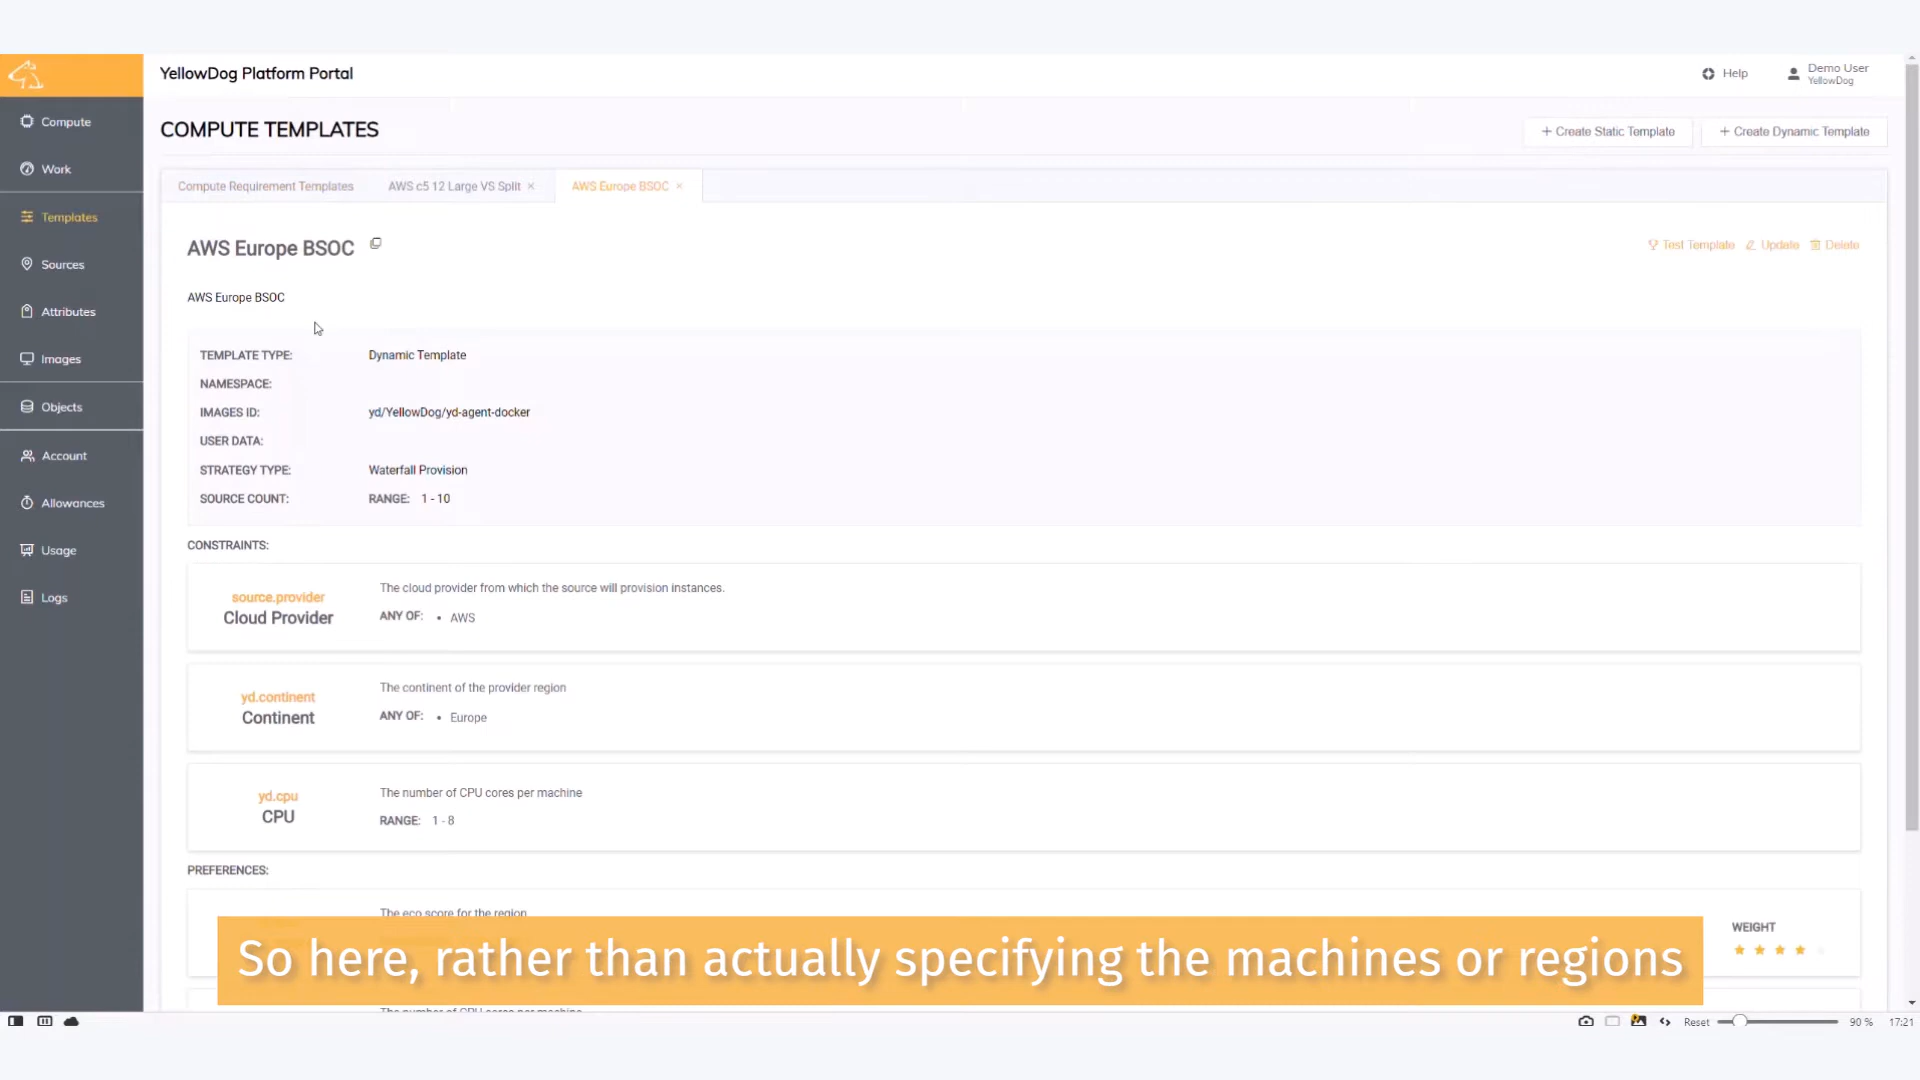 YellowDog Platform Portal
Help
Demo User
YellowDog
Compute
Work
Templates
Sources
Attributes
Images
Objects
Account
Allowances
Usage
Logs
COMPUTE TEMPLATES
+ Create Static Template
+ Create Dynamic Template
Compute Requirement Templates
AWS c5 12 Large VS Split ×
AWS Europe BSOC ×
AWS Europe BSOC
Test Template
Update
Delete
AWS Europe BSOC
TEMPLATE TYPE: Dynamic Template
NAMESPACE:
IMAGES ID: yd/YellowDog/yd-agent-docker
USER DATA:
STRATEGY TYPE: Waterfall Provision
SOURCE COUNT: RANGE: 1 - 10
CONSTRAINTS:
source.provider
Cloud Provider
The cloud provider from which the source will provision instances.
ANY OF: • AWS
yd.continent
Continent
The continent of the provider region
ANY OF: • Europe
yd.cpu
CPU
The number of CPU cores per machine
RANGE: 1 - 8
PREFERENCES:
The eco score for the region
WEIGHT
So here, rather than actually specifying the machines or regions
The number of CPU cores per machine
Reset
90 %
17:21